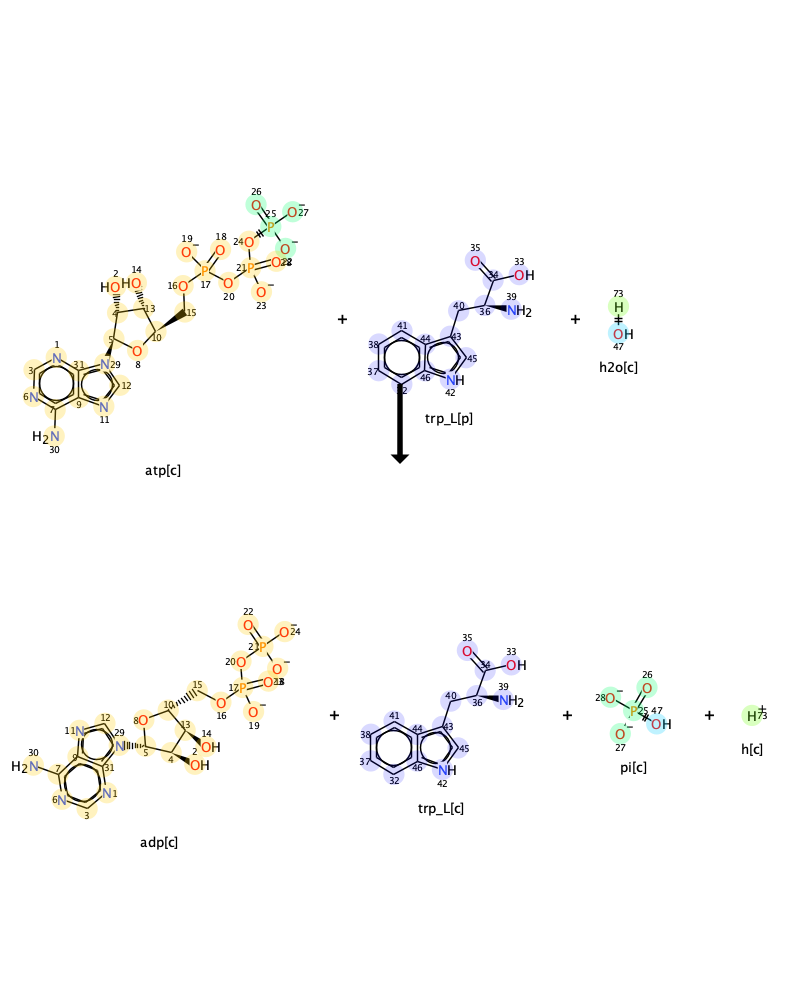 26
25
O
O⁻ 27
P
19 18
24 O
O⁻
O⁻ O
35
2 14
21 P O 28
O 33
HO HO
P
34 OH
16 O 17 O
20
O 23
39
73
4 13
15
40 36 NH₂
H
+
41
+
O H
5 10
38 44 43
47
O
8
h2o[c]
1
45
N 31 N 29
37 46 NH
3 12
32 42
6 N 9 N
7 11
trp_L[p]
H₂N
30
atp[c]
22
O 21 O⁻ 24
P
35
20 O O⁻
O 33
15 17 P O 18
34 OH
26
10 O 23
39
28 O⁻ O
O 16 O⁻ 19
40 36 NH₂
P 25 47 OH
12 8 O 13 14
41
+ + O⁻ + H⁺ 73
11 N 29 N OH
38 44 43
27
30 9 5 4 2
45
h[c]
H₂N 7 31 OH
37 46 NH
pi[c]
6 N N 1
32 42
3
trp_L[c]
adp[c]